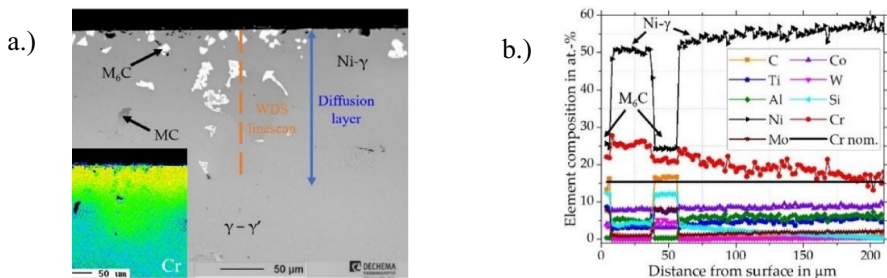 a.)
M₆C
Ni-γ
WDS
linescan
Diffusion
layer
MC
γ – γ′
Cr
50 um
50 µm
DECHEMA
b.)
Element composition in at.-%
60
50
40
30
20
10
0
Ni-γ
M₆C
C
Co
Ti
W
Al
Si
Ni
Cr
Mo
Cr nom.
0
50
100
150
200
Distance from surface in µm